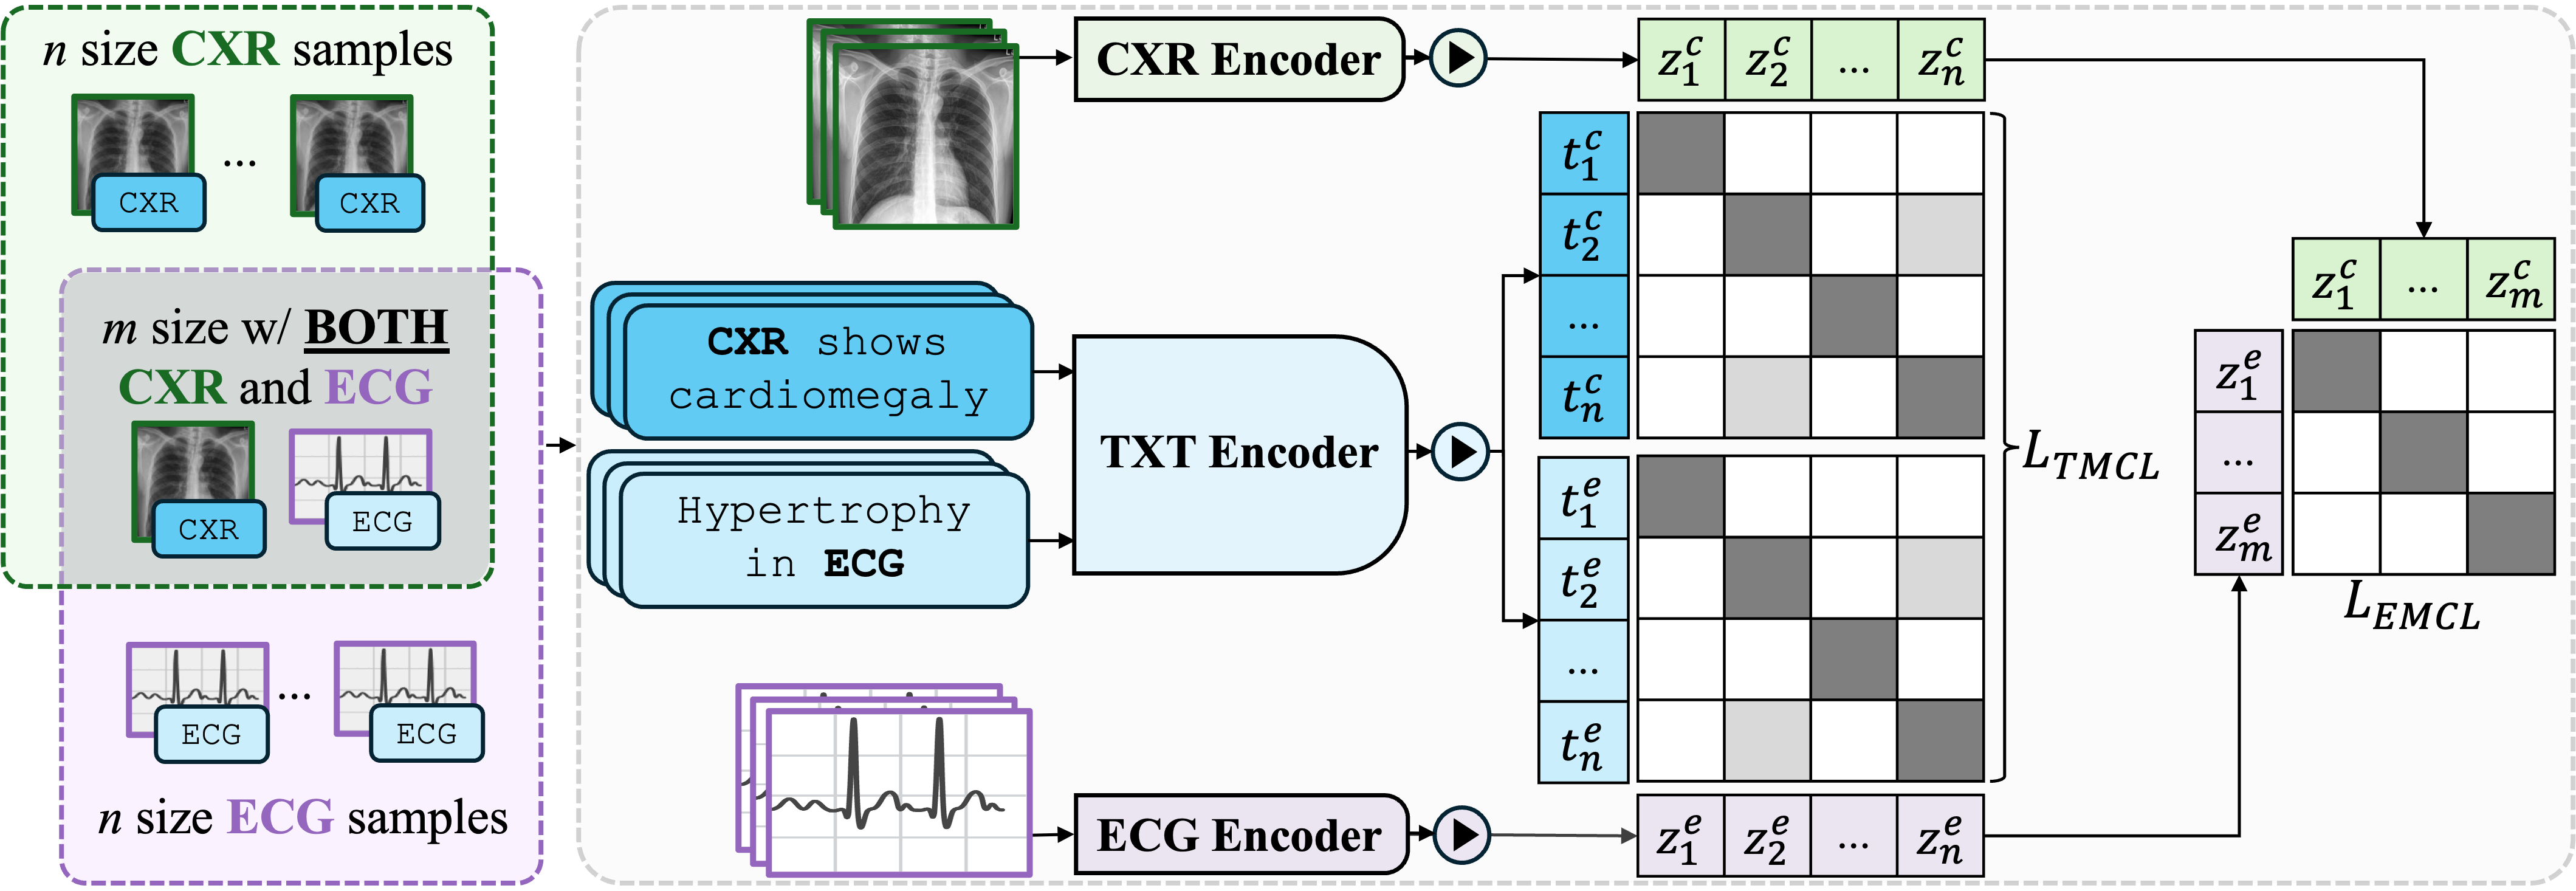 n size CXR samples
...
CXR
CXR
m size w/ BOTH
CXR and ECG
CXR
ECG
...
ECG
ECG
n size ECG samples
CXR Encoder
CXR shows
cardiomegaly
Hypertrophy
in ECG
TXT Encoder
ECG Encoder
z_1^c z_2^c ... z_n^c
t_1^c
t_2^c
...
t_n^c
t_1^e
t_2^e
...
t_n^e
z_1^e z_2^e ... z_n^e
L_{TMCL}
z_1^c ... z_m^c
z_1^e
...
z_m^e
L_{EMCL}